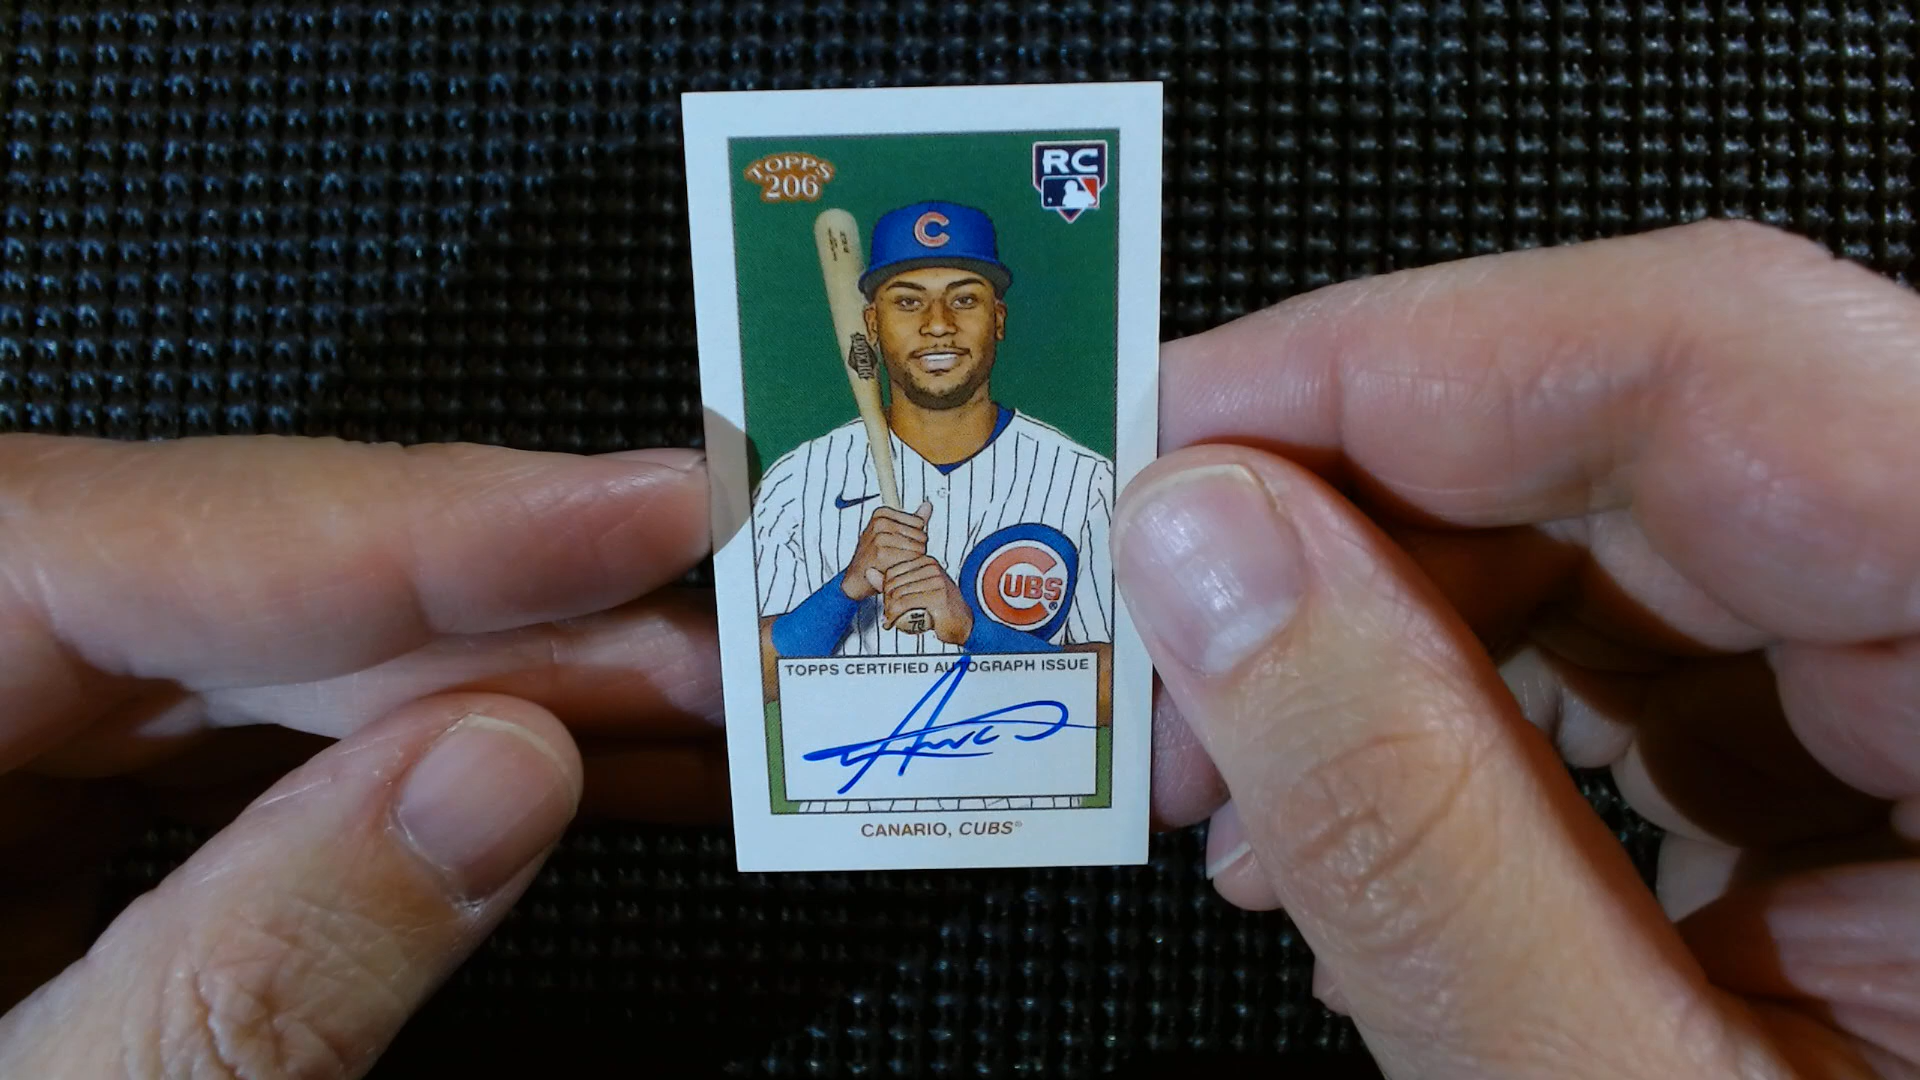 TOPPS
206
RC
C
CUBS®
TOPPS CERTIFIED AUTOGRAPH ISSUE
CANARIO, CUBS®